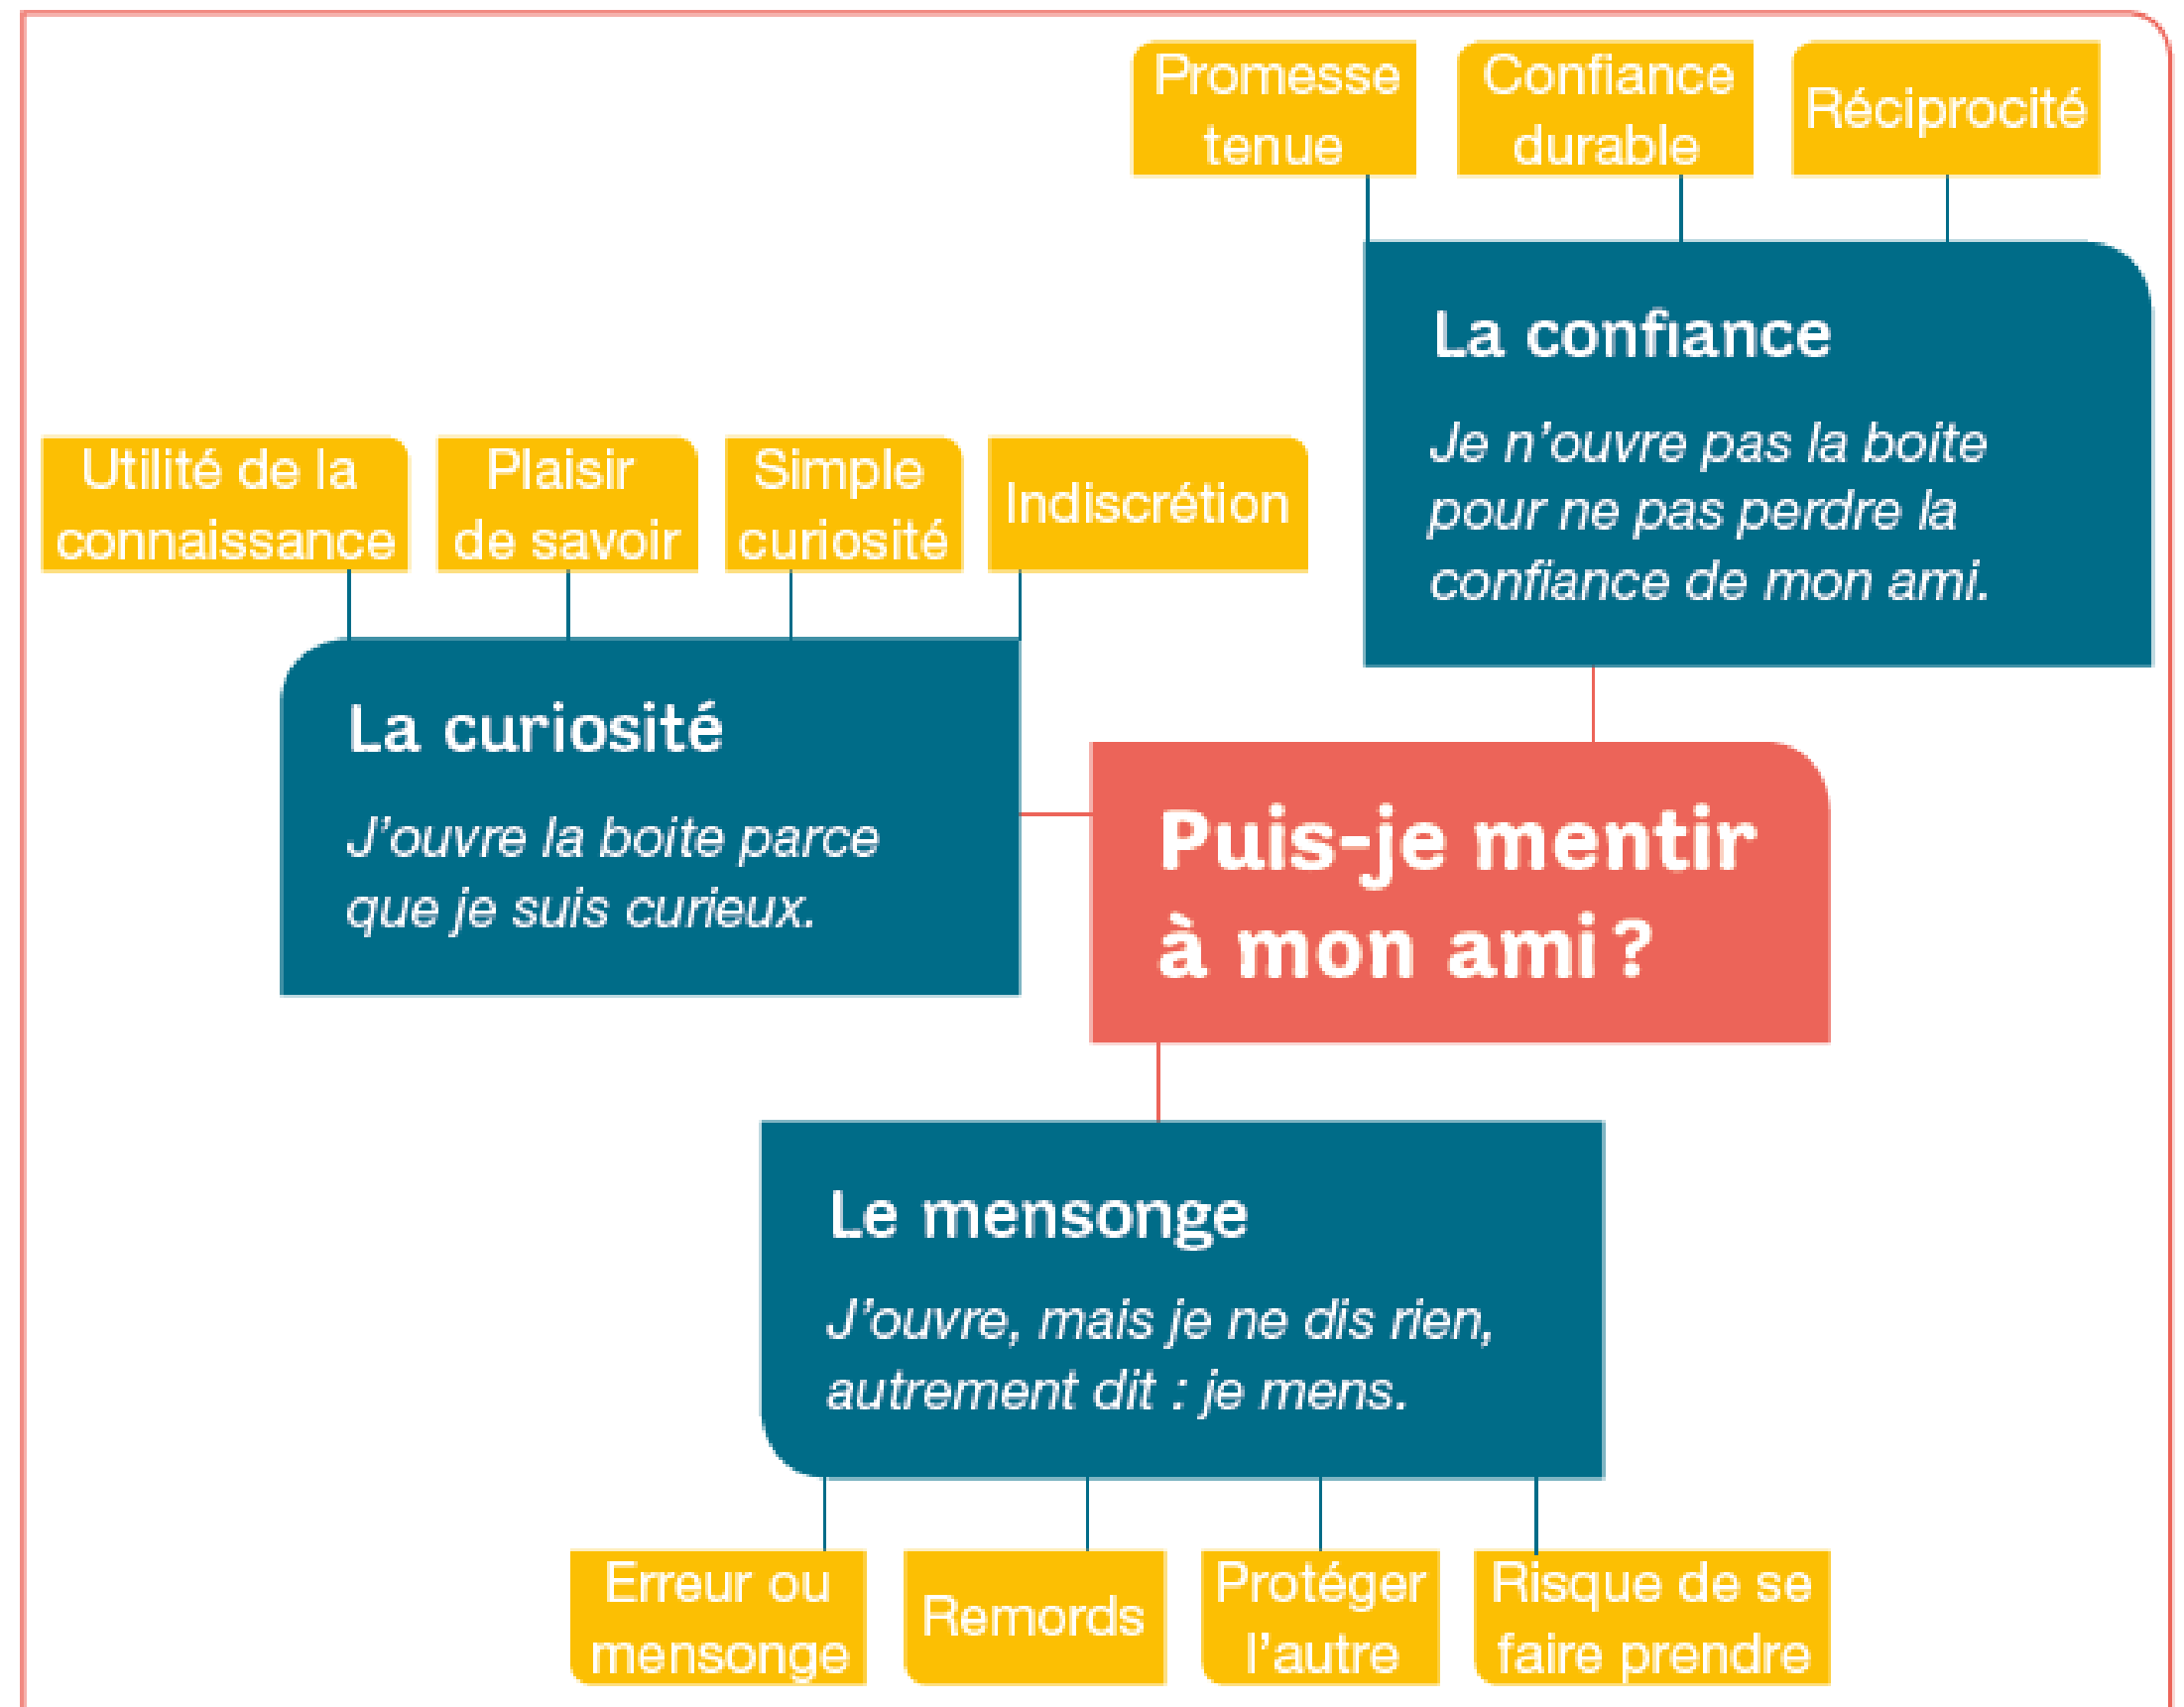 Promesse
tenue
Confiance
durable
Réciprocité
La confiance
Je n’ouvre pas la boite
pour ne pas perdre la
confiance de mon ami.
Utilité de la
connaissance
Plaisir
de savoir
Simple
curiosité
Indiscrétion
La curiosité
J’ouvre la boite parce
que je suis curieux.
Puis-je mentir
à mon ami ?
Le mensonge
J’ouvre, mais je ne dis rien,
autrement dit : je mens.
Erreur ou
mensonge
Remords
Protéger
l’autre
Risque de se
faire prendre